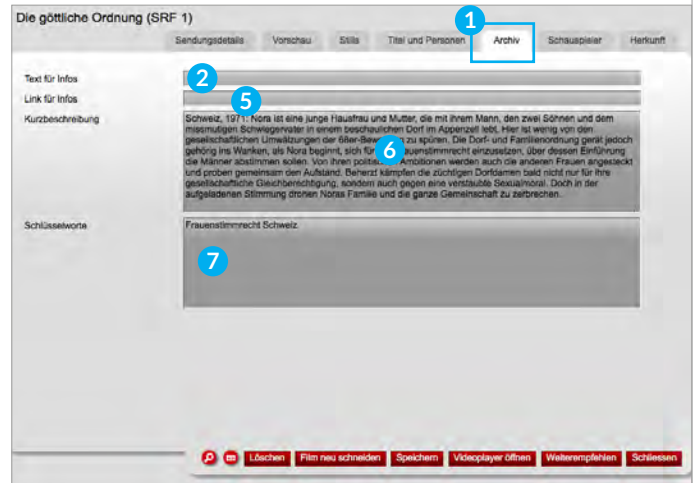 Die göttliche Ordnung (SRF 1)
1
Sendungsdetails Vorschau Stills Titel und Personen Archiv Schauspieler Herkunft
Text für Infos 2
Link für Infos 5
Kurzbeschreibung Schweiz, 1971: Nora ist eine junge Hausfrau und Mutter, die mit ihrem Mann, den zwei Söhnen und dem
missmutigen Schwiegervater in einem beschaulichen Dorf im Appenzell lebt. Hier ist wenig von den
gesellschaftlichen Umwälzungen der 68er-Bewegung zu spüren. Die Dorf- und Familienordnung gerät jedoch
gehörig ins Wanken, als Nora beginnt, sich für 6 Frauenstimmrecht einzusetzen, über dessen Einführung
die Männer abstimmen sollen. Von ihren politischen Ambitionen werden auch die anderen Frauen angesteckt
und proben gemeinsam den Aufstand. Beherzt kämpfen die züchtigen Dorfdamen bald nicht nur für ihre
gesellschaftliche Gleichberechtigung, sondern auch gegen eine verstaubte Sexualmoral. Doch in der
aufgeladenen Stimmung drohen Noras Familie und die ganze Gemeinschaft zu zerbrechen.
Schlüsselworte Frauenstimmrecht Schweiz
7
Löschen Film neu schneiden Speichern Videoplayer öffnen Weiterempfehlen Schliessen